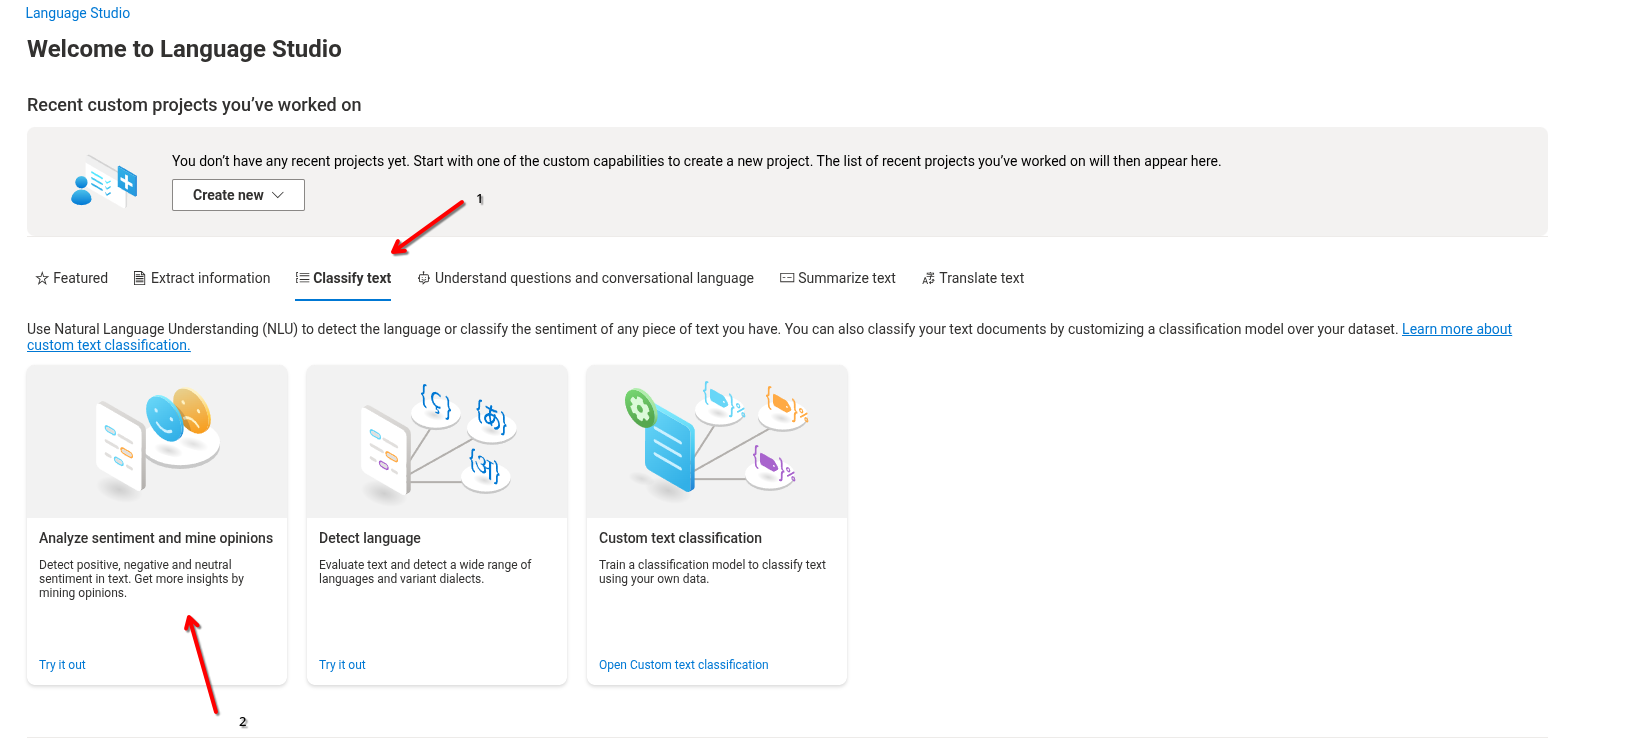 Language Studio
Welcome to Language Studio
Recent custom projects you’ve worked on
You don’t have any recent projects yet. Start with one of the custom capabilities to create a new project. The list of recent projects you’ve worked on will then appear here.
Create new
1
Featured Extract information Classify text Understand questions and conversational language Summarize text Translate text
Use Natural Language Understanding (NLU) to detect the language or classify the sentiment of any piece of text you have. You can also classify your text documents by customizing a classification model over your dataset. Learn more about
custom text classification.
{ç}
{あ}
{अ}
%
%
%
Analyze sentiment and mine opinions
Detect positive, negative and neutral
sentiment in text. Get more insights by
mining opinions.
Try it out
Detect language
Evaluate text and detect a wide range of
languages and variant dialects.
Try it out
Custom text classification
Train a classification model to classify text
using your own data.
Open Custom text classification
2